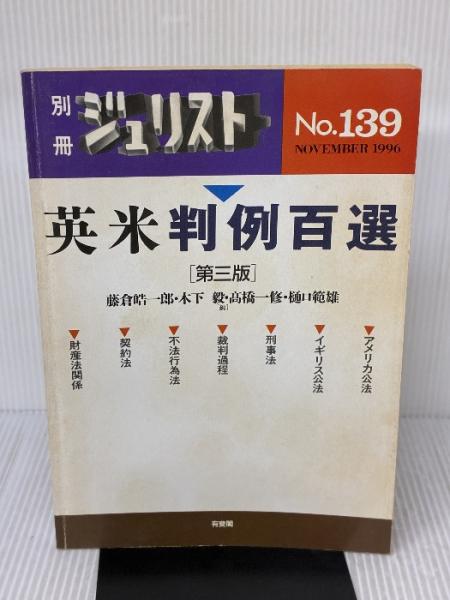 別冊
ジュリスト
No.139
NOVEMBER 1996
英米判例百選
[第三版]
藤倉皓一郎・木下 毅・髙橋一修・樋口範雄
編
▼アメリカ公法
▼イギリス公法
▼刑事法
▼裁判過程
▼不法行為法
▼契約法
▼財産法関係
有斐閣